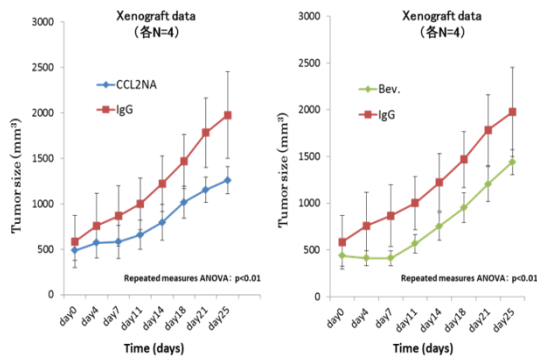 Xenograft data
(各N=4)
3000
2500
2000
1500
1000
500
0
Tumor size (mm³)
CCL2NA
IgG
Repeated measures ANOVA: p<0.01
day0
day4
day7
day11
day14
day18
day21
day25
Time (days)
Xenograft data
(各N=4)
3000
2500
2000
1500
1000
500
0
Tumor size (mm³)
Bev.
IgG
Repeated measures ANOVA: p<0.01
day0
day4
day7
day11
day14
day18
day21
day25
Time (days)